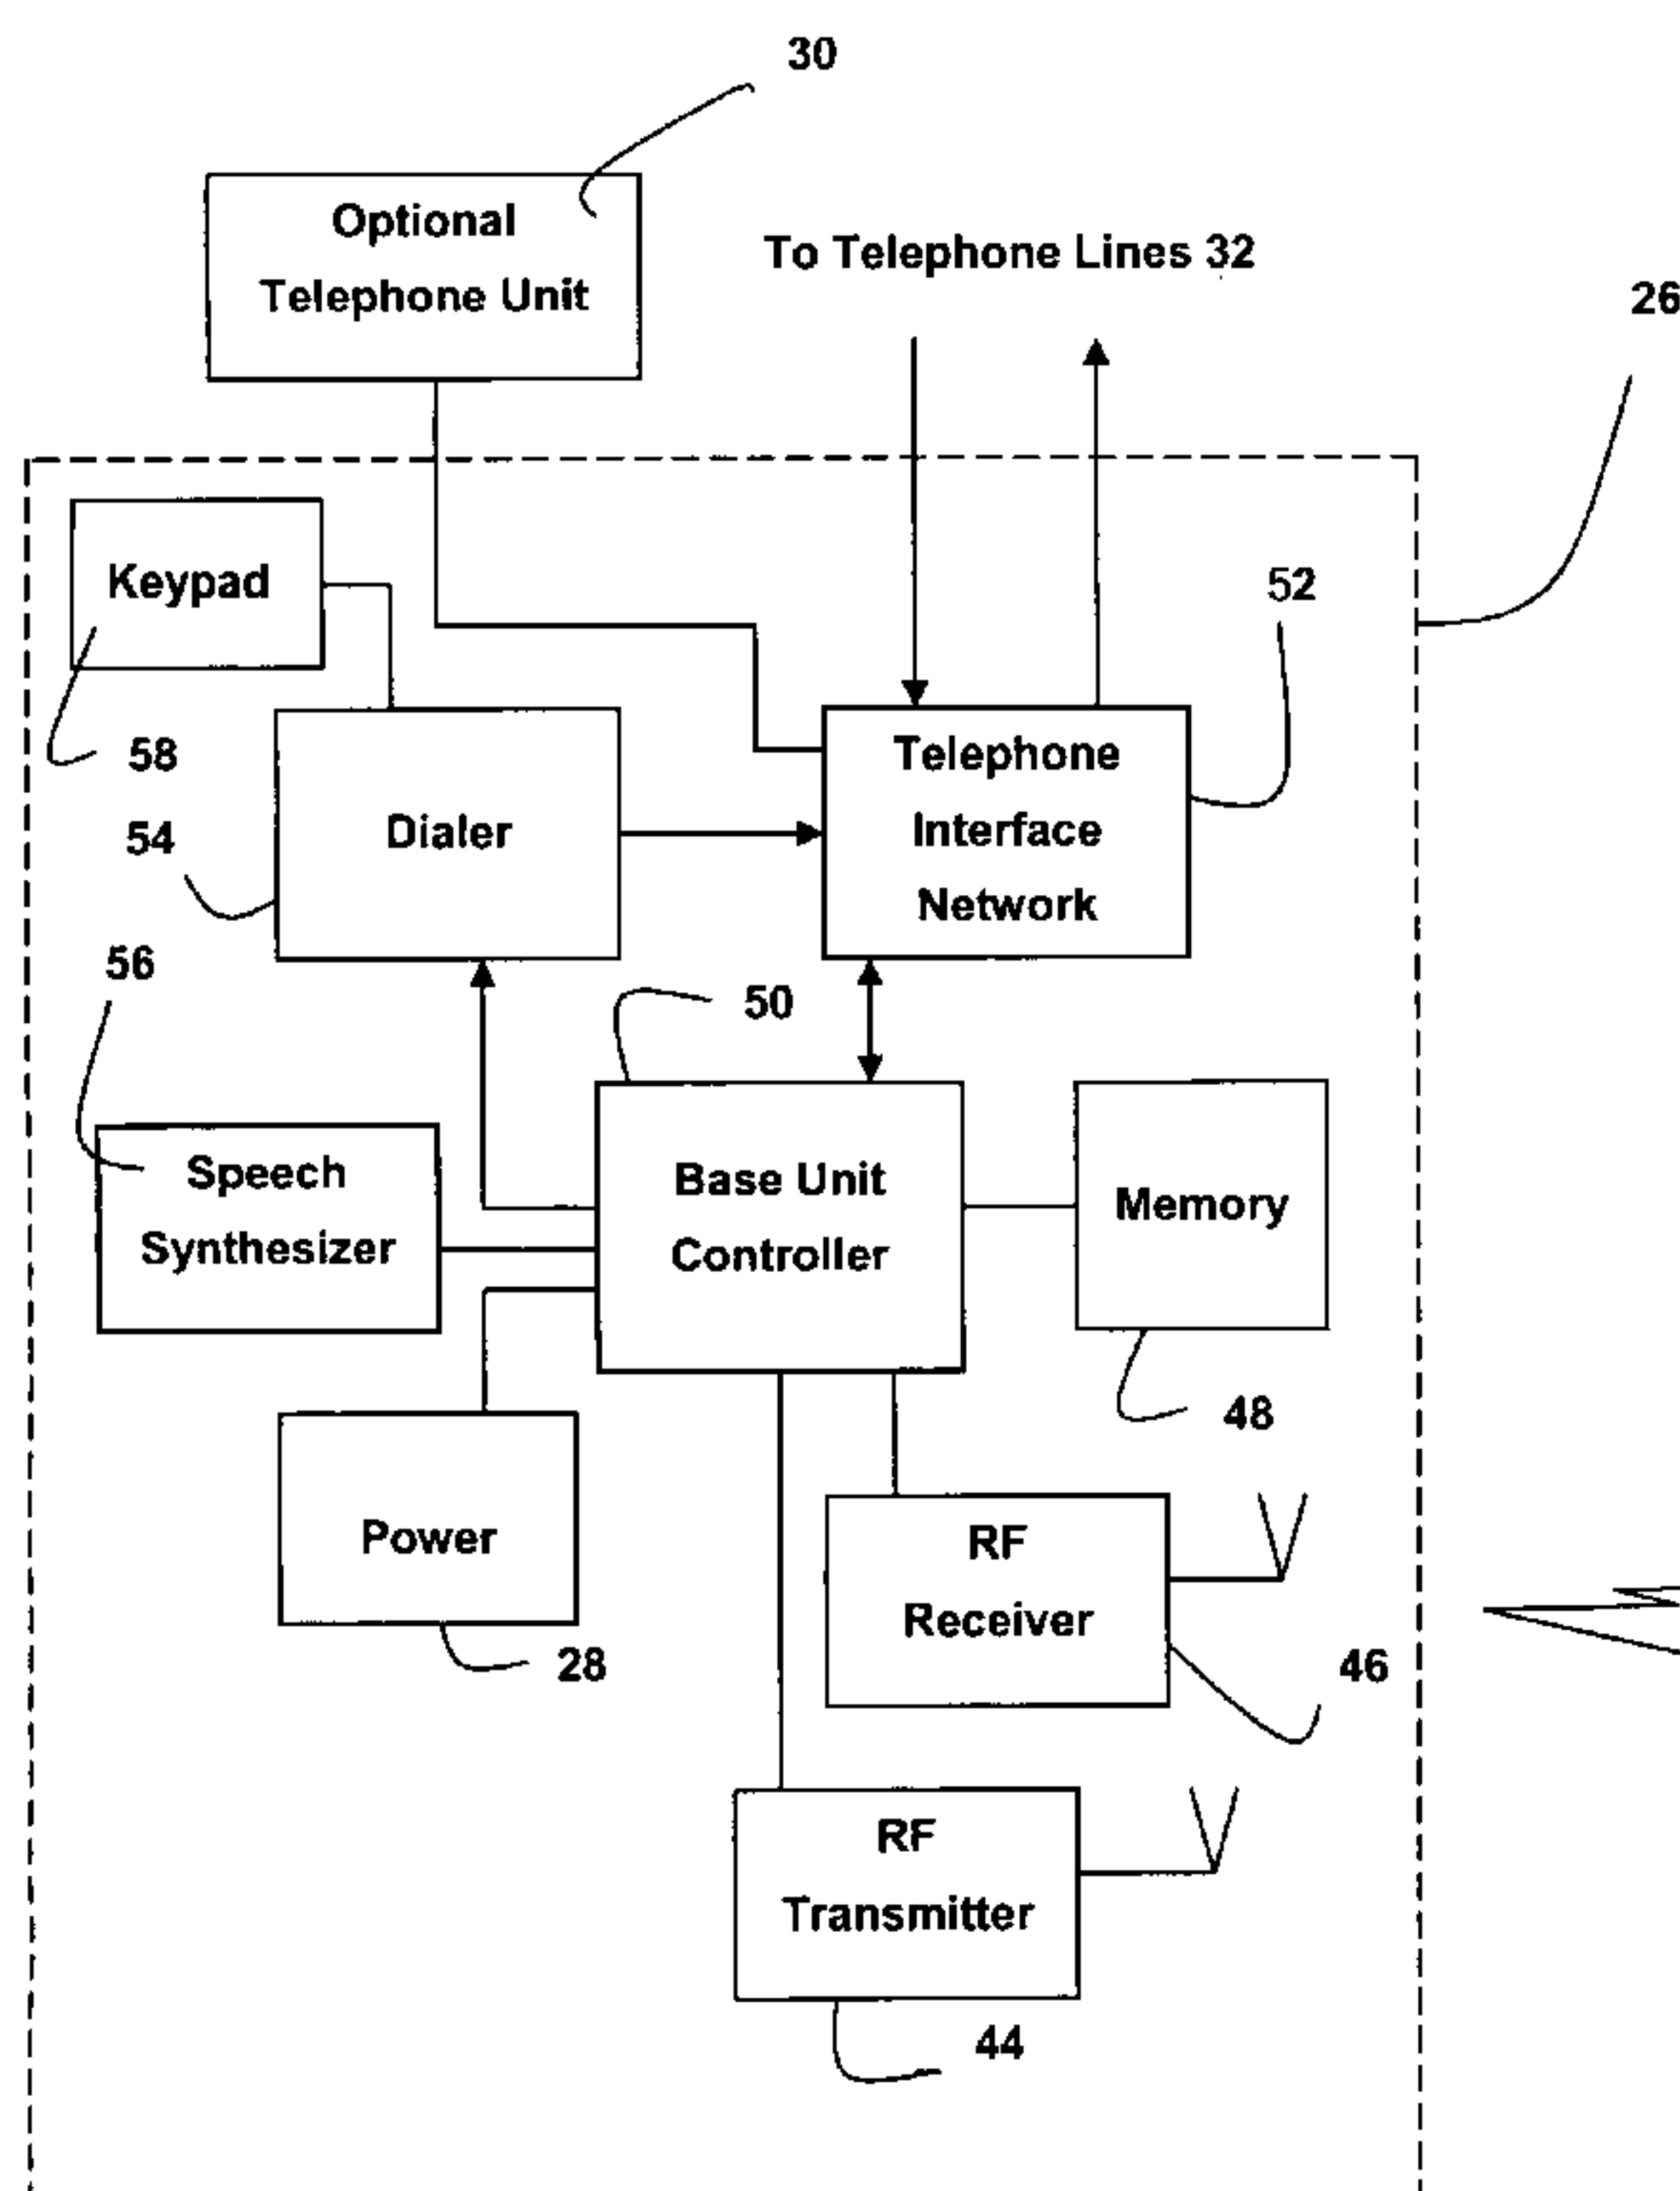 30
Optional
Telephone Unit
To Telephone Lines 32
26
Keypad
52
58
Telephone
Interface
Network
54
Dialer
56
50
Speech
Synthesizer
Base Unit
Controller
Memory
48
Power
RF
Receiver
28
46
RF
Transmitter
44